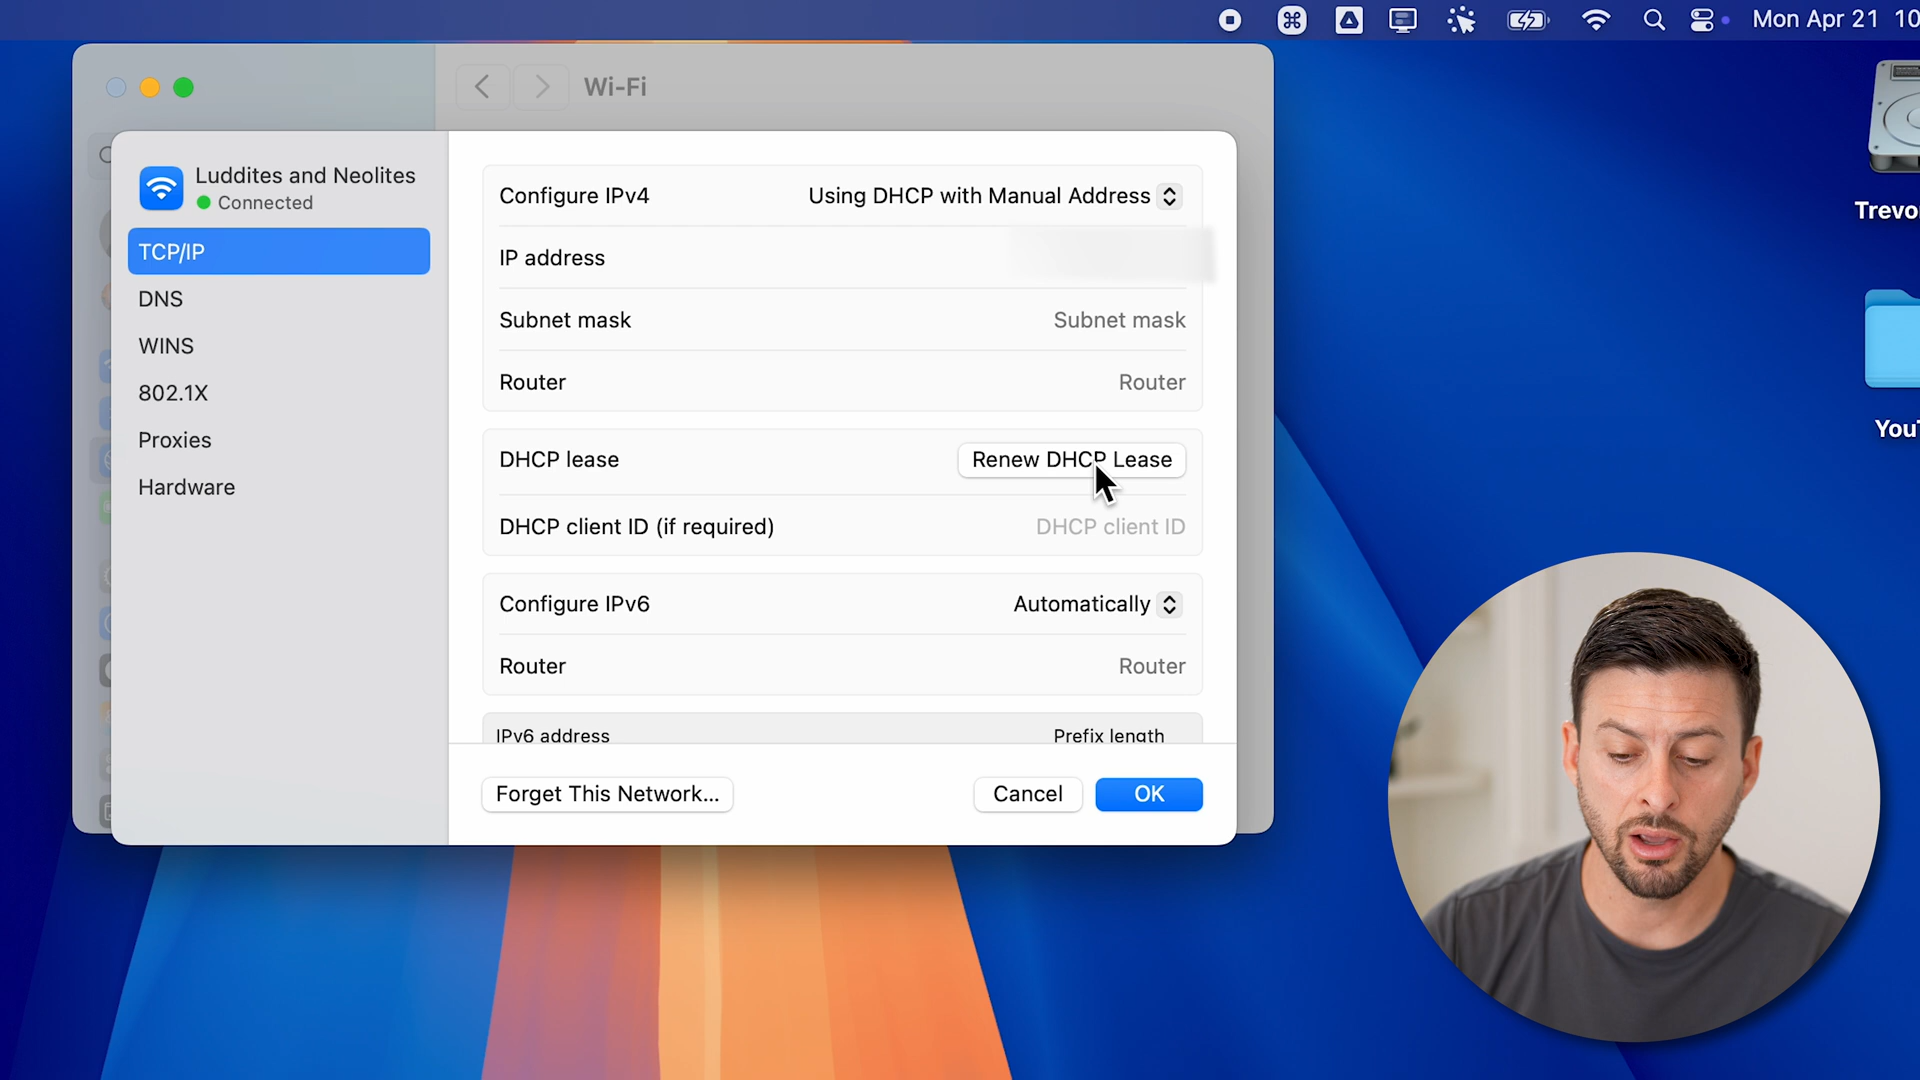 Mon Apr 21 10
Wi-Fi
Luddites and Neolites
Connected
TCP/IP
DNS
WINS
802.1X
Proxies
Hardware
Configure IPv4 Using DHCP with Manual Address
IP address
Subnet mask Subnet mask
Router Router
DHCP lease Renew DHCP Lease
DHCP client ID (if required) DHCP client ID
Configure IPv6 Automatically
Router Router
IPv6 address Prefix length
Forget This Network... Cancel OK
Trevo
You